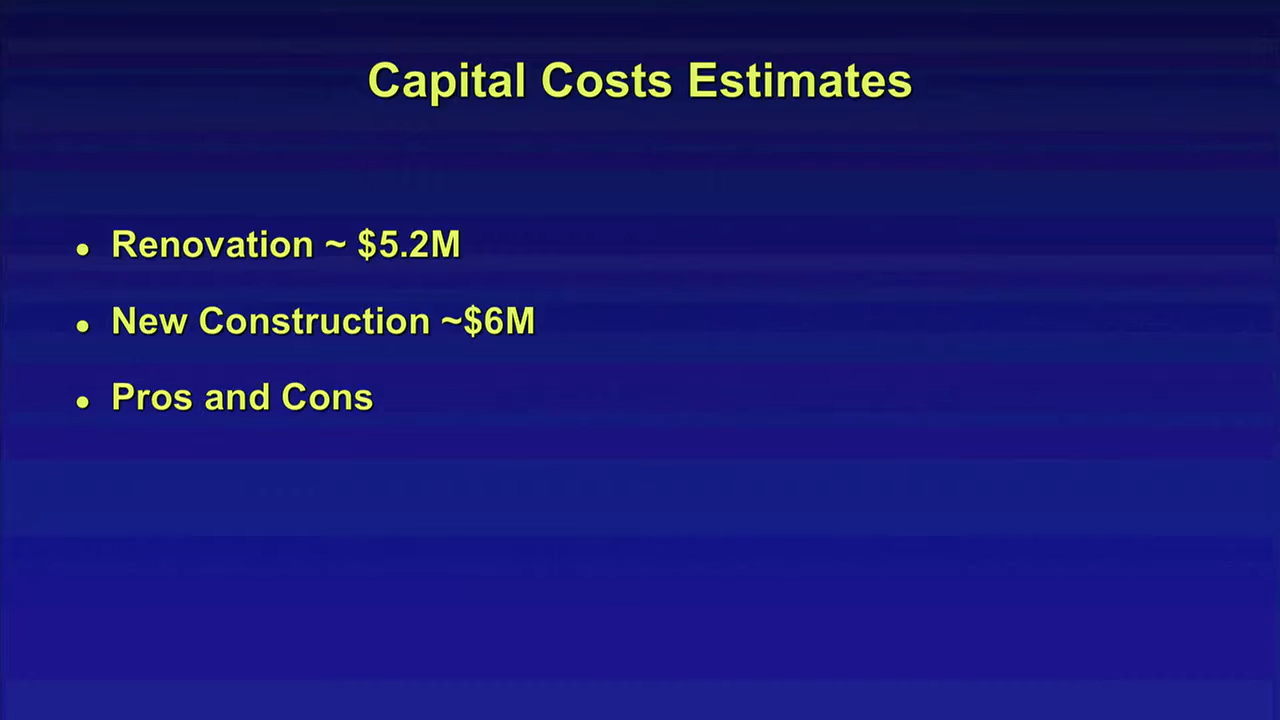 Capital Costs Estimates
• Renovation ~ $5.2M
• New Construction ~$6M
• Pros and Cons